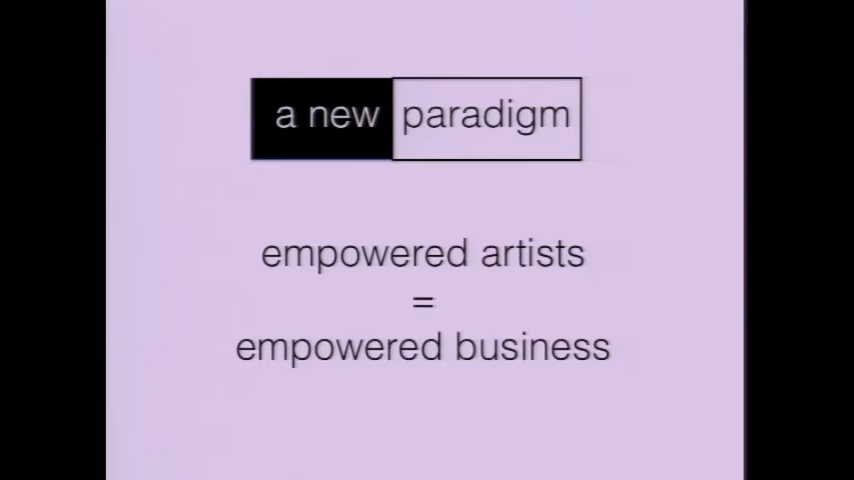 a new paradigm
empowered artists
=
empowered business